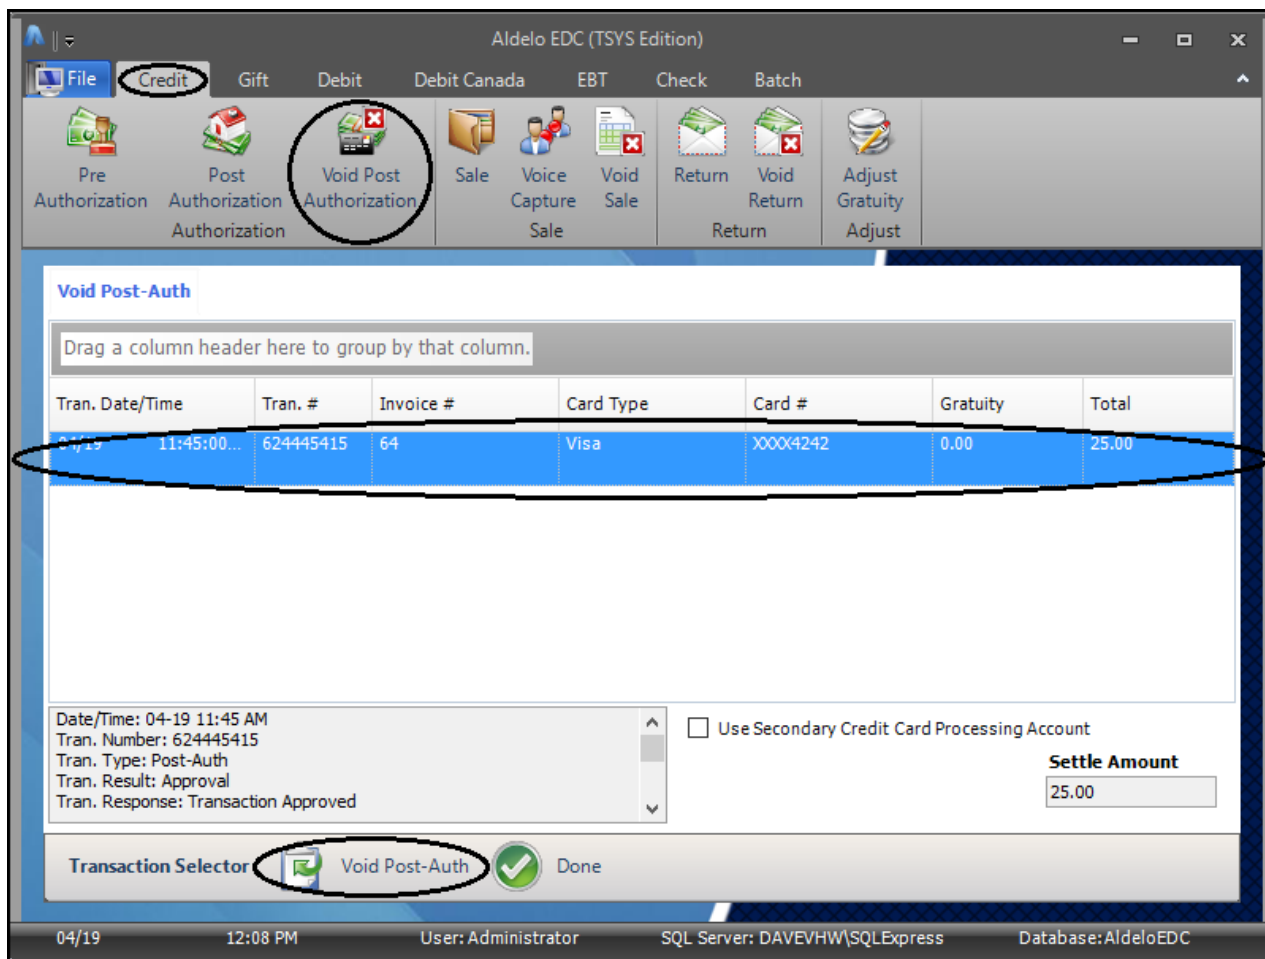 Aldelo EDC (TSYS Edition)
File Credit Gift Debit Debit Canada EBT Check Batch
Pre Authorization
Post Authorization
Void Post Authorization
Sale
Voice Capture
Void Sale
Return
Void Return
Adjust Gratuity
Authorization Sale Return Adjust
Void Post-Auth
Drag a column header here to group by that column.
Tran. Date/Time Tran. # Invoice # Card Type Card # Gratuity Total
04/19 11:45:00... 624445415 64 Visa XXXX4242 0.00 25.00
Date/Time: 04-19 11:45 AM
Tran. Number: 624445415
Tran. Type: Post-Auth
Tran. Result: Approval
Tran. Response: Transaction Approved
Use Secondary Credit Card Processing Account
Settle Amount
25.00
Transaction Selector Void Post-Auth Done
04/19 12:08 PM User: Administrator SQL Server: DAVEVHW\SQLExpress Database:AldeloEDC